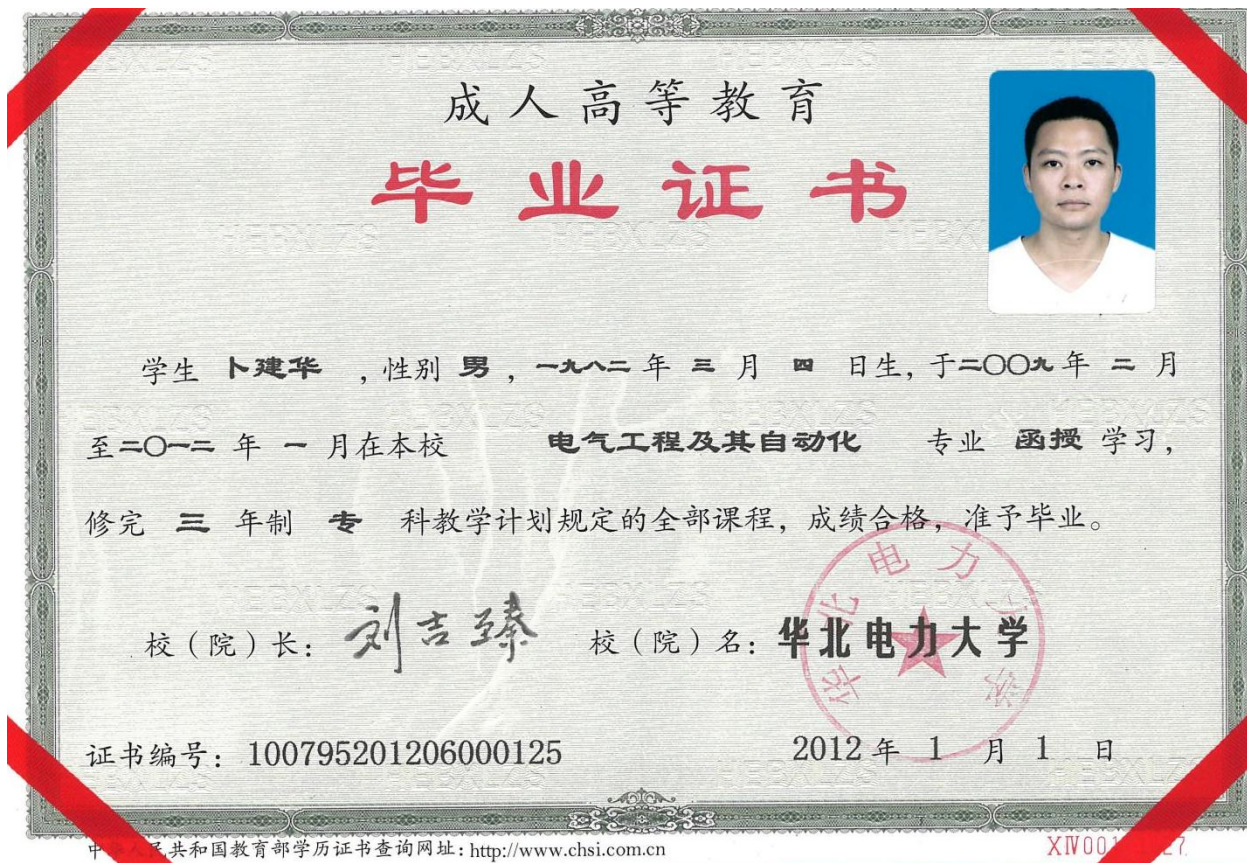 成人高等教育
毕业证书
学生 卜建华 ，性别 男 ，一九八二 年 三 月 四 日生，于二〇〇九年 二 月
至二〇一二 年 一 月在本校 电气工程及其自动化 专业 函授 学习，
修完 三 年制 专 科教学计划规定的全部课程，成绩合格，准予毕业。
校（院）长：刘吉臻 校（院）名：华北电力大学
华北电力大学
证书编号：100795201206000125 2012 年 1 月 1 日
共和国教育部学历证书查询网址：http://www.chsi.com.cn
HEBXLZS